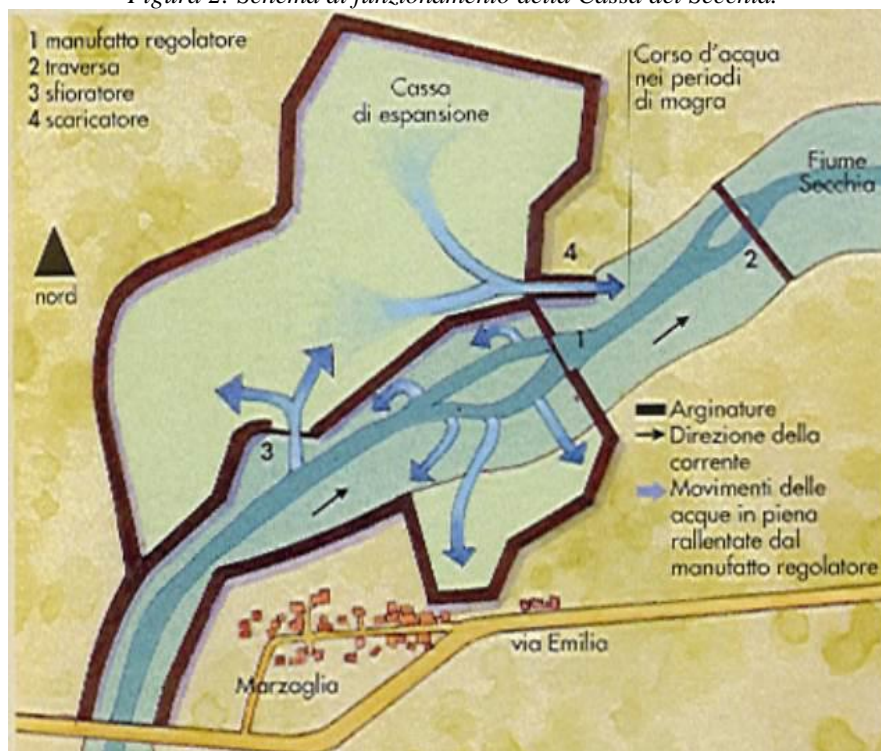 Figura 2: Schema di funzionamento della Cassa del Secchia.
1 manufatto regolatore
2 traversa
3 sfioratore
4 scaricatore
Cassa
di espansione
Corso d'acqua
nei periodi
di magra
Fiume
Secchia
nord
4
2
1
3
Arginature
Direzione della
corrente
Movimenti delle
acque in piena
rallentate dal
manufatto regolatore
via Emilia
Marzaglia